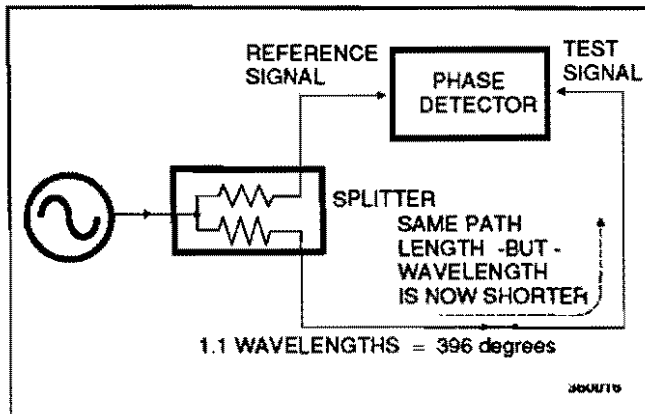 REFERENCE
SIGNAL
PHASE
DETECTOR
TEST
SIGNAL
SPLITTER
SAME PATH
LENGTH -BUT -
WAVELENGTH
IS NOW SHORTER
1.1 WAVELENGTHS = 396 degrees
360016